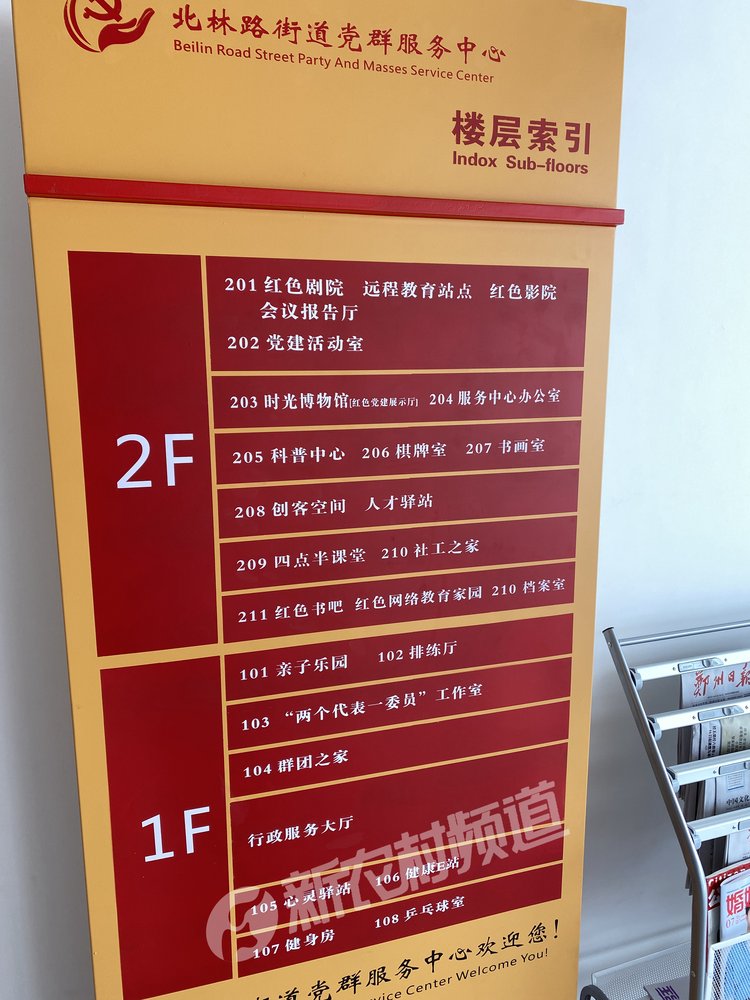 北林路街道党群服务中心
Beilin Road Street Party And Masses Service Center
楼层索引
Indox Sub-floors
2F
201 红色剧院 远程教育站点 红色影院
会议报告厅
202 党建活动室
203 时光博物馆[红色党建展示厅] 204 服务中心办公室
205 科普中心 206 棋牌室 207 书画室
208 创客空间 人才驿站
209 四点半课堂 210 社工之家
211 红色书吧 红色网络教育家园 210 档案室
1F
101 亲子乐园 102 排练厅
103 “两个代表一委员”工作室
104 群团之家
行政服务大厅
105 心灵驿站 106 健康E站
107 健身房 108 乒乓球室
街道党群服务中心欢迎您!
Service Center Welcome You!
新农村频道
郑州日报